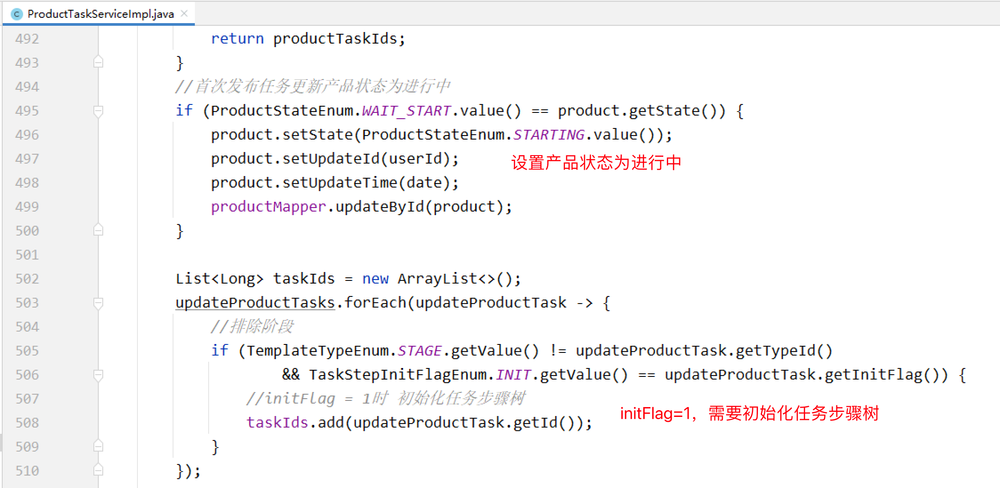 ProductTaskServiceImpl.java
492 return productTaskIds;
493 }
494 //首次发布任务更新产品状态为进行中
495 if (ProductStateEnum.WAIT_START.value() == product.getState()) {
496 product.setState(ProductStateEnum.STARTING.value());
497 product.setUpdateId(userId); 设置产品状态为进行中
498 product.setUpdateTime(date);
499 productMapper.updateById(product);
500 }
501
502 List<Long> taskIds = new ArrayList<>();
503 updateProductTasks.forEach(updateProductTask -> {
504 //排除阶段
505 if (TemplateTypeEnum.STAGE.getValue() != updateProductTask.getTypeId()
506 && TaskStepInitFlagEnum.INIT.getValue() == updateProductTask.getInitFlag()) {
507 //initFlag = 1时 初始化任务步骤树
508 taskIds.add(updateProductTask.getId()); initFlag=1，需要初始化任务步骤树
509 }
510 });